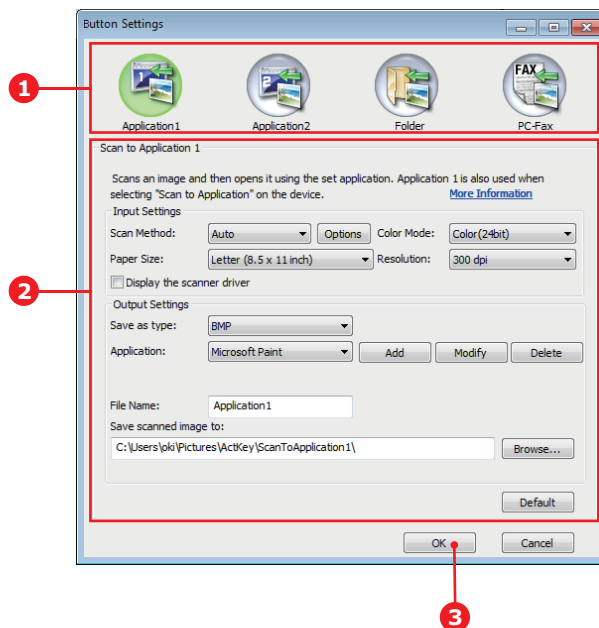 Button Settings
1
1
2
FAX
Application1
Application2
Folder
PC-Fax
Scan to Application 1
Scans an image and then opens it using the set application. Application 1 is also used when
selecting "Scan to Application" on the device.
More Information
Input Settings
Scan Method:
Auto
Options
Color Mode:
Color(24bit)
Paper Size:
Letter (8.5 x 11 inch)
Resolution:
300 dpi
2
Display the scanner driver
Output Settings
Save as type:
BMP
Application:
Microsoft Paint
Add
Modify
Delete
File Name:
Application1
Save scanned image to:
C:\Users\oki\Pictures\ActKey\ScanToApplication1\
Browse...
Default
OK
Cancel
3